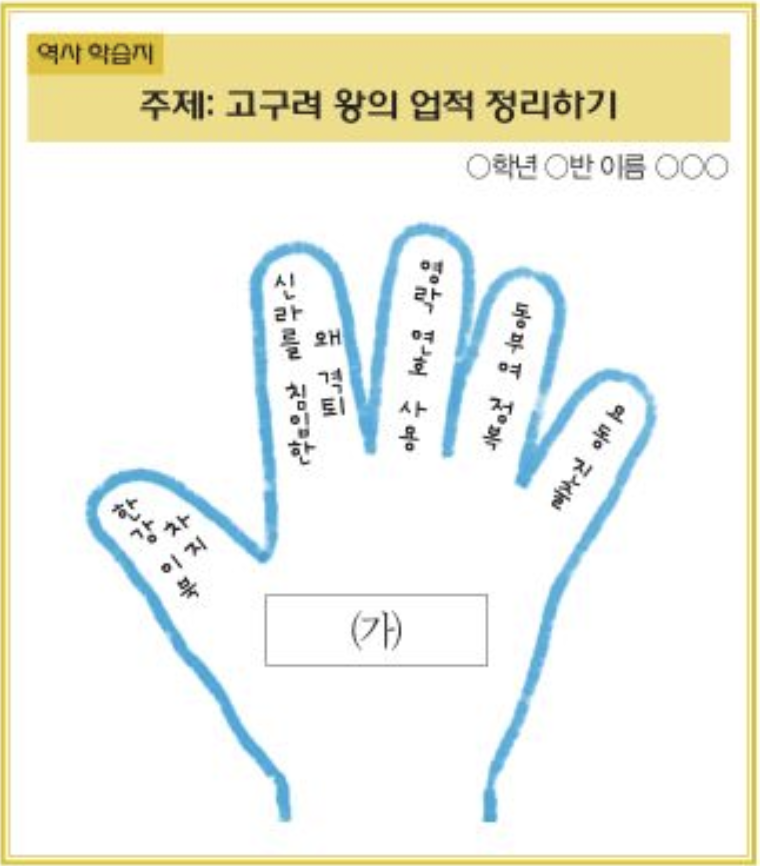 역사 학습지
주제: 고구려 왕의 업적 정리하기
○학년 ○반 이름 ○○○
한강 이북
차지
신라를 침입한
왜 격퇴
영락 연호 사용
동부여 정복
요동 진출
(가)